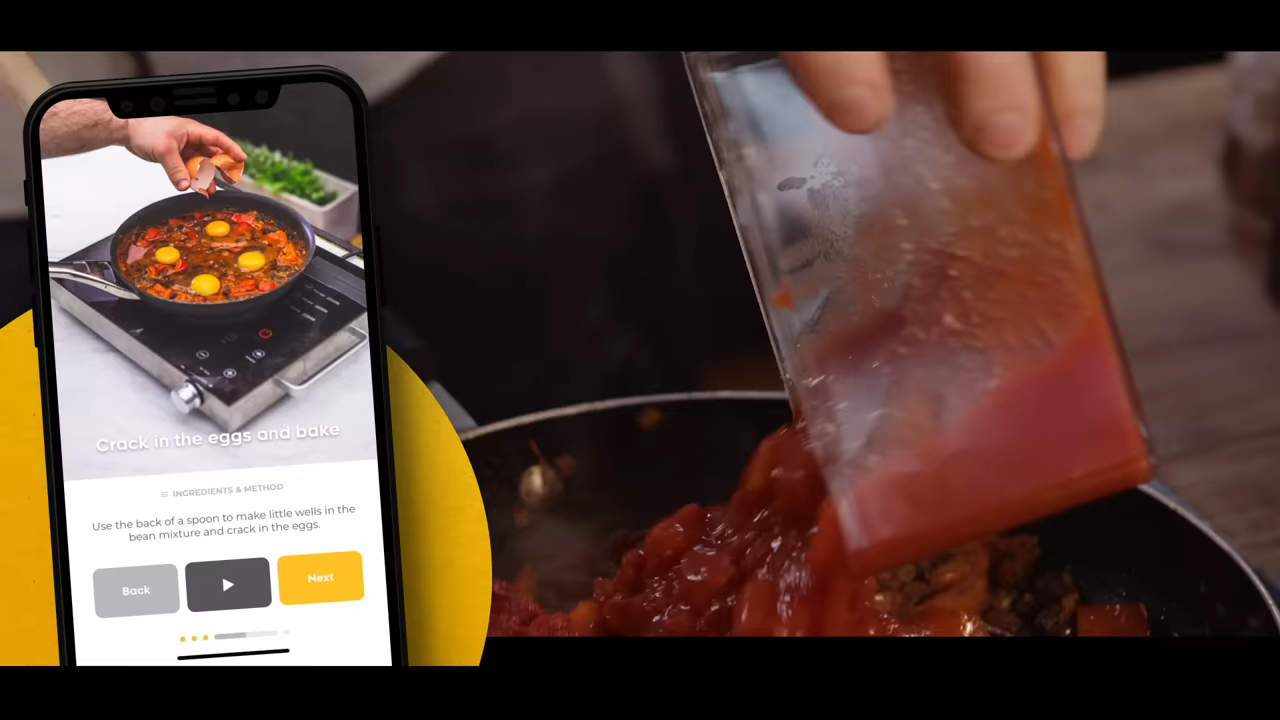 Crack in the eggs and bake
INGREDIENTS & METHOD
Use the back of a spoon to make little wells in the
bean mixture and crack in the eggs.
Back
Next